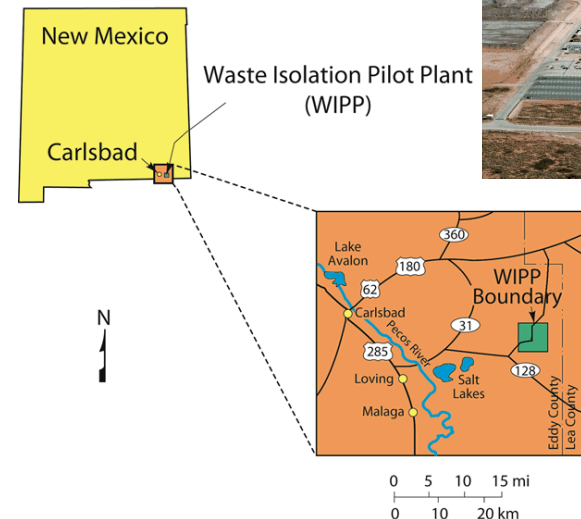 New Mexico
Waste Isolation Pilot Plant
(WIPP)
Carlsbad
N
360
Lake
Avalon
180
62
WIPP
Boundary
Carlsbad
Pecos River
31
285
Loving
Salt
Lakes
128
Malaga
Eddy County
Lea County
0 5 10 15 mi
0 10 20 km